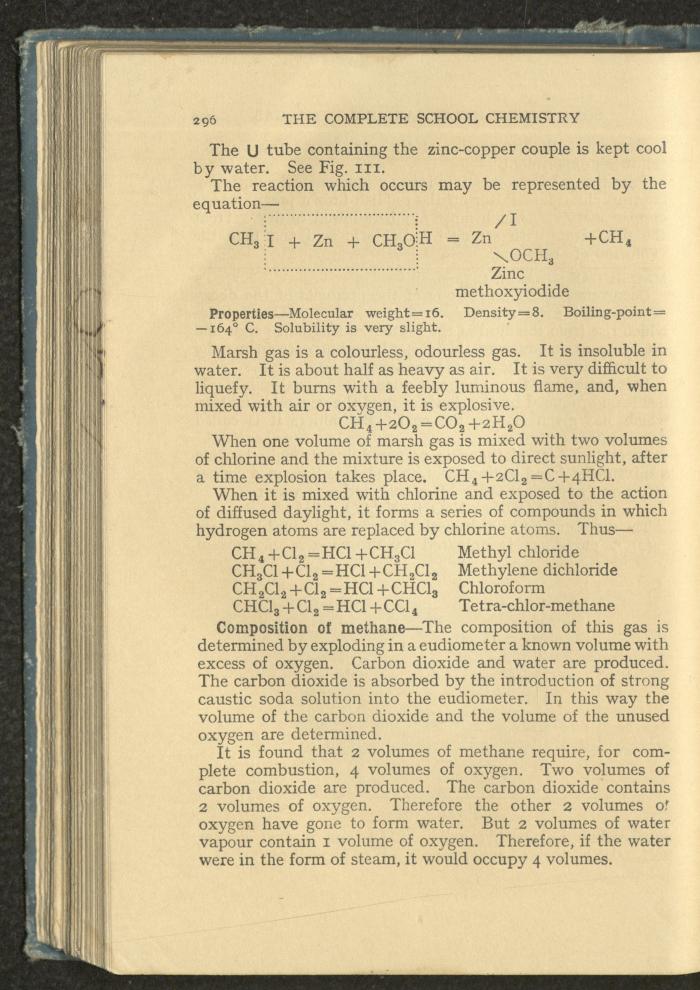 296 THE COMPLETE SCHOOL CHEMISTRY
The U tube containing the zinc-copper couple is kept cool
by water. See Fig. III.
The reaction which occurs may be represented by the
equation—
CH₃ I + Zn + CH₃O H = Zn / I \ OCH₃ + CH₄
Zinc
methoxyiodide
Properties—Molecular weight=16. Density=8. Boiling-point=
−164° C. Solubility is very slight.
Marsh gas is a colourless, odourless gas. It is insoluble in
water. It is about half as heavy as air. It is very difficult to
liquefy. It burns with a feebly luminous flame, and, when
mixed with air or oxygen, it is explosive.
CH₄+2O₂=CO₂+2H₂O
When one volume of marsh gas is mixed with two volumes
of chlorine and the mixture is exposed to direct sunlight, after
a time explosion takes place. CH₄+2Cl₂=C+4HCl.
When it is mixed with chlorine and exposed to the action
of diffused daylight, it forms a series of compounds in which
hydrogen atoms are replaced by chlorine atoms. Thus—
CH₄+Cl₂=HCl+CH₃Cl Methyl chloride
CH₃Cl+Cl₂=HCl+CH₂Cl₂ Methylene dichloride
CH₂Cl₂+Cl₂=HCl+CHCl₃ Chloroform
CHCl₃+Cl₂=HCl+CCl₄ Tetra-chlor-methane
Composition of methane—The composition of this gas is
determined by exploding in a eudiometer a known volume with
excess of oxygen. Carbon dioxide and water are produced.
The carbon dioxide is absorbed by the introduction of strong
caustic soda solution into the eudiometer. In this way the
volume of the carbon dioxide and the volume of the unused
oxygen are determined.
It is found that 2 volumes of methane require, for com-
plete combustion, 4 volumes of oxygen. Two volumes of
carbon dioxide are produced. The carbon dioxide contains
2 volumes of oxygen. Therefore the other 2 volumes of
oxygen have gone to form water. But 2 volumes of water
vapour contain 1 volume of oxygen. Therefore, if the water
were in the form of steam, it would occupy 4 volumes.